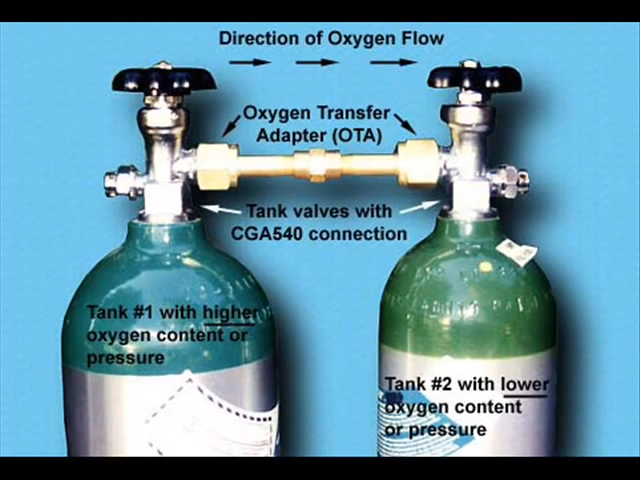 Direction of Oxygen Flow
Oxygen Transfer
Adapter (OTA)
Tank valves with
CGA540 connection
Tank #1 with higher
oxygen content or
pressure
Tank #2 with lower
oxygen content
or pressure